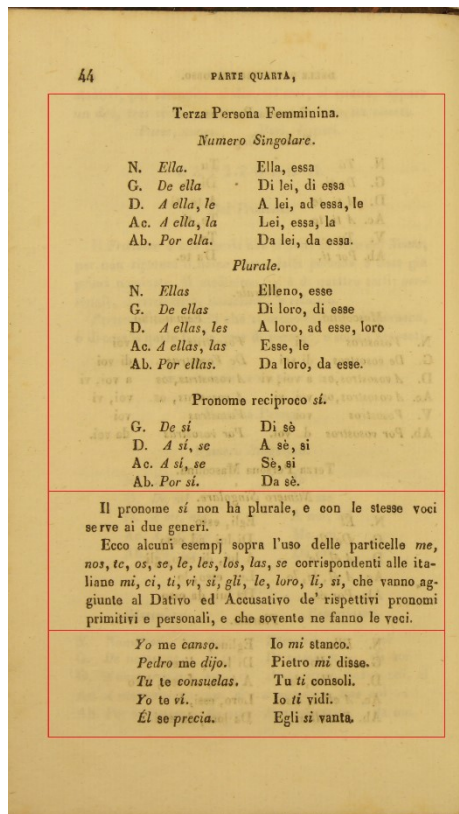 44 PARTE QUARTA,
Terza Persona Femminina.
Numero Singolare.
N. Ella. Ella, essa
G. De ella Di lei, di essa
D. A ella, le A lei, ad essa, le
Ac. A ella, la Lei, essa, la
Ab. Por ella. Da lei, da essa.
Plurale.
N. Ellas Elleno, esse
G. De ellas Di loro, di esse
D. A ellas, les A loro, ad esse, loro
Ac. A ellas, las Esse, le
Ab. Por ellas. Da loro, da esse.
Pronome reciproco sí.
G. De sí Di sè
D. A sí, se A sè, si
Ac. A sí, se Sè, si
Ab. Por sí. Da sè.
Il pronome sí non ha plurale, e con le stesse voci
serve ai due generi.
Ecco alcuni esempj sopra l'uso delle particelle me,
nos, te, os, se, le, les, los, las, se corrispondenti alle ita-
liane mi, ci, ti, vi, si, gli, le, loro, li, si, che vanno ag-
giunte al Dativo ed Accusativo de' rispettivi pronomi
primitivi e personali, e che sovente ne fanno le veci.
Yo me canso. Io mi stanco.
Pedro me dijo. Pietro mi disse.
Tu te consuelas. Tu ti consoli.
Yo te vi. Io ti vidi.
Él se precia. Egli si vanta.